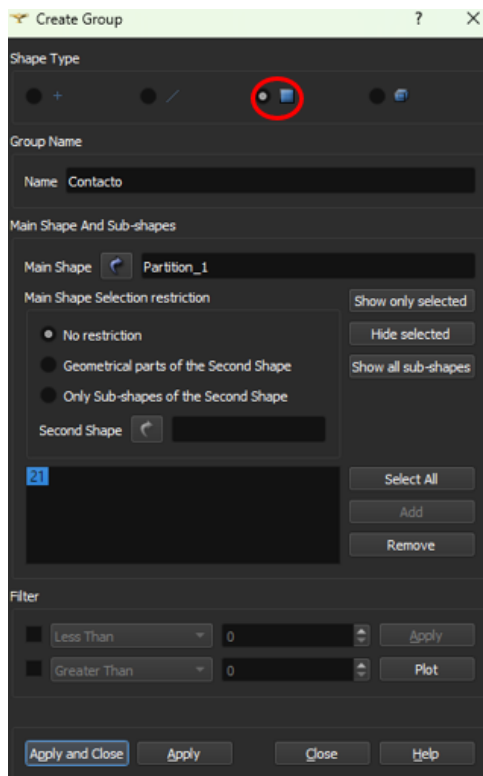 Create Group ? ×
Shape Type
Group Name
Name Contacto
Main Shape And Sub-shapes
Main Shape Partition_1
Main Shape Selection restriction
Show only selected
No restriction
Hide selected
Geometrical parts of the Second Shape
Show all sub-shapes
Only Sub-shapes of the Second Shape
Second Shape
21
Select All
Add
Remove
Filter
Less Than 0 Apply
Greater Than 0 Plot
Apply and Close Apply Close Help